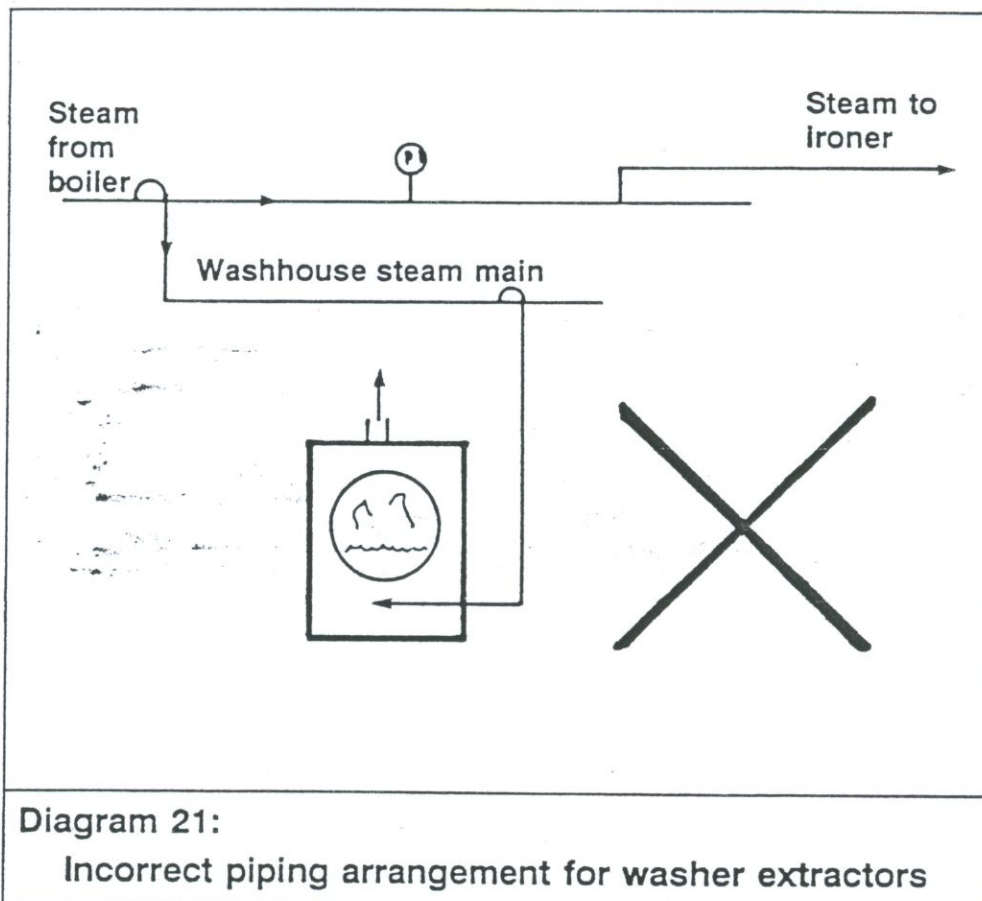 Steam
from
boiler
P
Steam to
ironer
Washhouse steam main
Diagram 21:
Incorrect piping arrangement for washer extractors